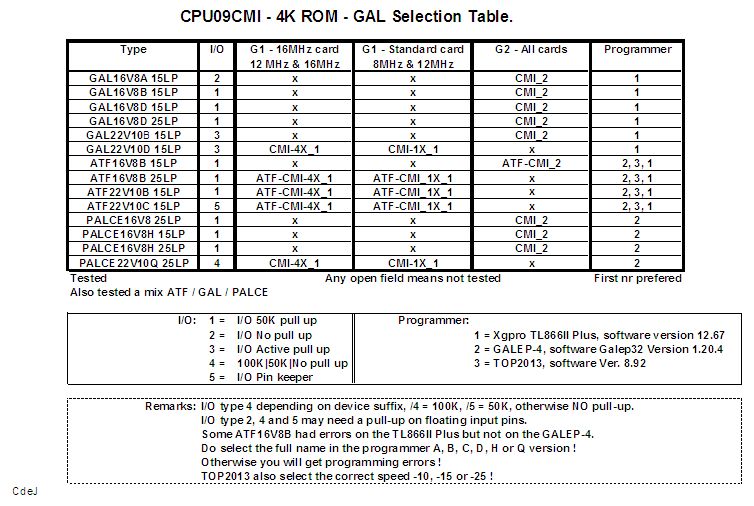 CPU09CMI - 4K ROM - GAL Selection Table.
Type I/O G1 - 16MHz card G1 - Standard card G2 - All cards Programmer
12 MHz & 16MHz 8MHz & 12MHz
GAL16V8A 15LP 2 x x CMI_2 1
GAL16V8B 15LP 1 x x CMI_2 1
GAL16V8D 15LP 1 x x CMI_2 1
GAL16V8D 25LP 1 x x CMI_2 1
GAL22V10B 15LP 3 x x CMI_2 1
GAL22V10D 15LP 3 CMI-4X_1 CMI-1X_1 x 1
ATF16V8B 15LP 1 x x ATF-CMI_2 2, 3, 1
ATF16V8B 25LP 1 ATF-CMI-4X_1 ATF-CMI_1X_1 x 2, 3, 1
ATF22V10B 15LP 1 ATF-CMI-4X_1 ATF-CMI_1X_1 x 2, 3, 1
ATF22V10C 15LP 5 ATF-CMI-4X_1 ATF-CMI_1X_1 x 2, 3, 1
PALCE16V8 25LP 1 x x CMI_2 2
PALCE16V8H 15LP 1 x x CMI_2 2
PALCE16V8H 25LP 1 x x CMI_2 2
PALCE22V10Q 25LP 4 CMI-4X_1 CMI-1X_1 x 2
Tested Any open field means not tested First nr prefered
Also tested a mix ATF / GAL / PALCE
I/O: 1 = I/O 50K pull up Programmer:
2 = I/O No pull up 1 = Xgpro TL866II Plus, software version 12.67
3 = I/O Active pull up 2 = GALEP-4, software Galep32 Version 1.20.4
4 = 100K|50K|No pull up 3 = TOP2013, software Ver. 8.92
5 = I/O Pin keeper
Remarks: I/O type 4 depending on device suffix, /4 = 100K, /5 = 50K, otherwise NO pull-up.
I/O type 2, 4 and 5 may need a pull-up on floating input pins.
Some ATF16V8B had errors on the TL866II Plus but not on the GALEP-4.
Do select the full name in the programmer A, B, C, D, H or Q version !
Otherwise you will get programming errors !
TOP2013 also select the correct speed -10, -15 or -25 !
CdeJ